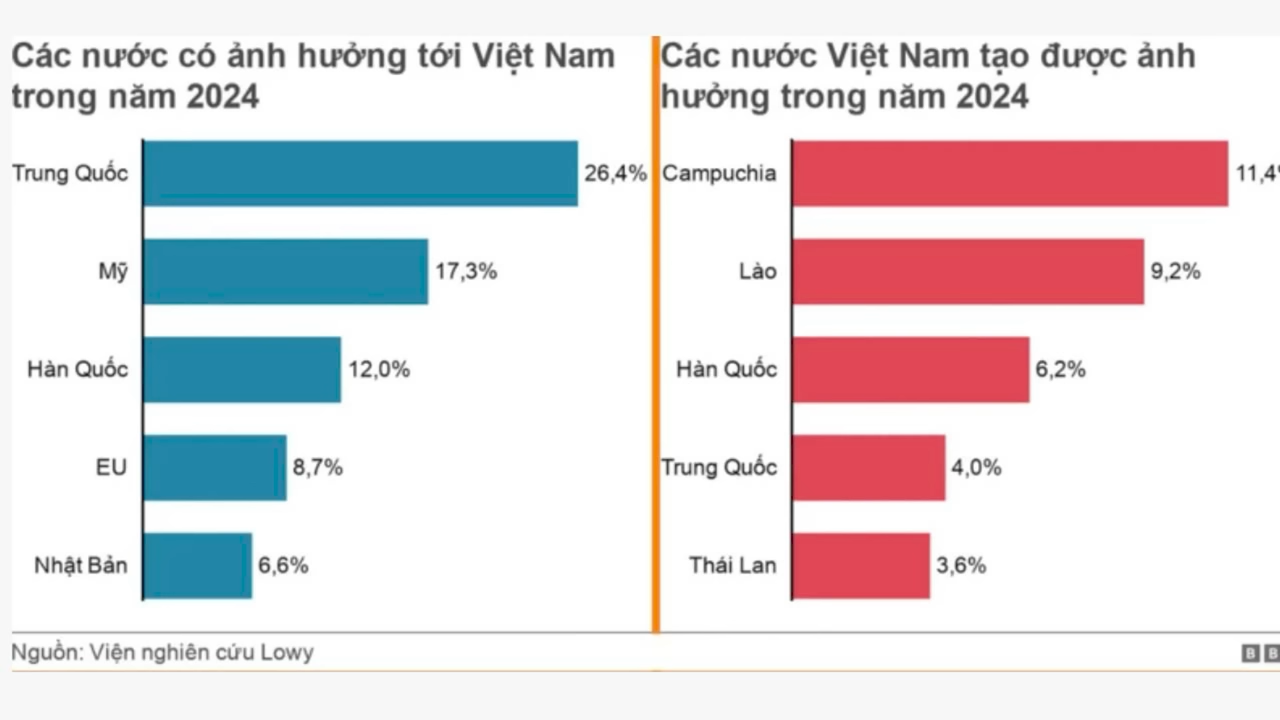 Các nước có ảnh hưởng tới Việt Nam
trong năm 2024
Trung Quốc 26,4%
Mỹ 17,3%
Hàn Quốc 12,0%
EU 8,7%
Nhật Bản 6,6%
Các nước Việt Nam tạo được ảnh
hưởng trong năm 2024
Campuchia 11,4
Lào 9,2%
Hàn Quốc 6,2%
Trung Quốc 4,0%
Thái Lan 3,6%
Nguồn: Viện nghiên cứu Lowy
B B